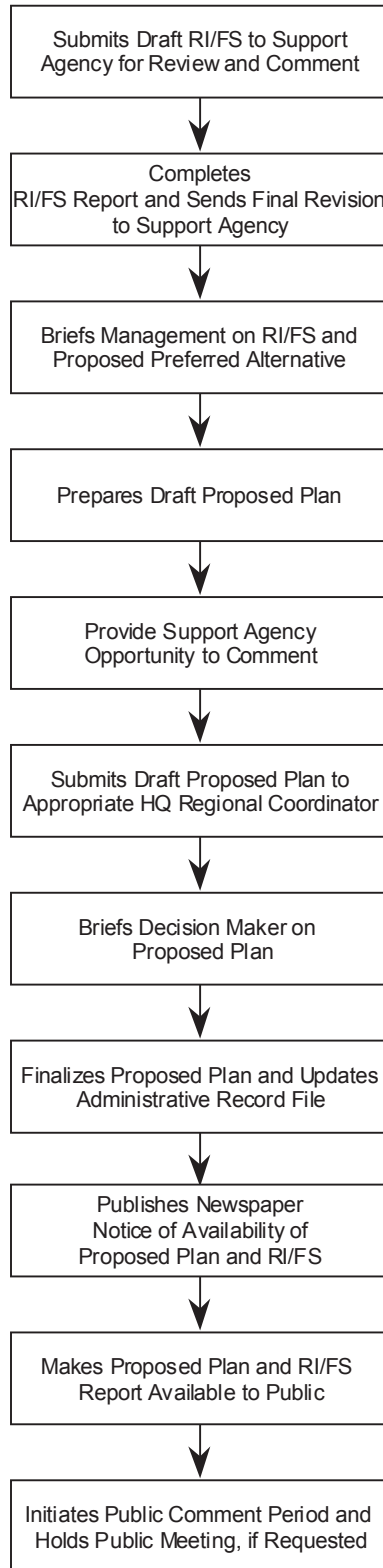 Submits Draft RI/FS to Support
Agency for Review and Comment
Completes
RI/FS Report and Sends Final Revision
to Support Agency
Briefs Management on RI/FS and
Proposed Preferred Alternative
Prepares Draft Proposed Plan
Provide Support Agency
Opportunity to Comment
Submits Draft Proposed Plan to
Appropriate HQ Regional Coordinator
Briefs Decision Maker on
Proposed Plan
Finalizes Proposed Plan and Updates
Administrative Record File
Publishes Newspaper
Notice of Availability of
Proposed Plan and RI/FS
Makes Proposed Plan and RI/FS
Report Available to Public
Initiates Public Comment Period and
Holds Public Meeting, if Requested